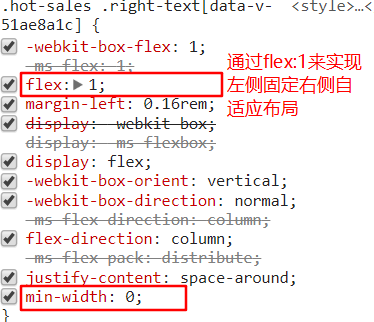 .hot-sales .right-text[data-v- <style>…<
51ae8a1c] {
-webkit-box-flex: 1;
-ms-flex: 1;
flex:▶ 1;
margin-left: 0.16rem;
display: -webkit-box;
display: -ms-flexbox;
display: flex;
-webkit-box-orient: vertical;
-webkit-box-direction: normal;
-ms-flex-direction: column;
flex-direction: column;
-ms-flex-pack: distribute;
justify-content: space-around;
min-width: 0;
}
通过flex:1来实现
左侧固定右侧自
适应布局